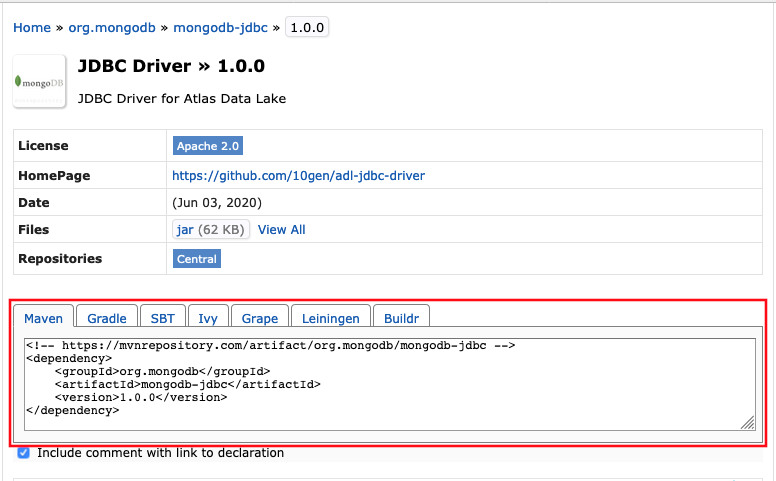 Home » org.mongodb » mongodb-jdbc » 1.0.0
mongoDB
JDBC Driver » 1.0.0
JDBC Driver for Atlas Data Lake
License Apache 2.0
HomePage https://github.com/10gen/adl-jdbc-driver
Date (Jun 03, 2020)
Files jar (62 KB) View All
Repositories Central
Maven Gradle SBT Ivy Grape Leiningen Buildr
<!-- https://mvnrepository.com/artifact/org.mongodb/mongodb-jdbc -->
<dependency>
    <groupId>org.mongodb</groupId>
    <artifactId>mongodb-jdbc</artifactId>
    <version>1.0.0</version>
</dependency>
Include comment with link to declaration